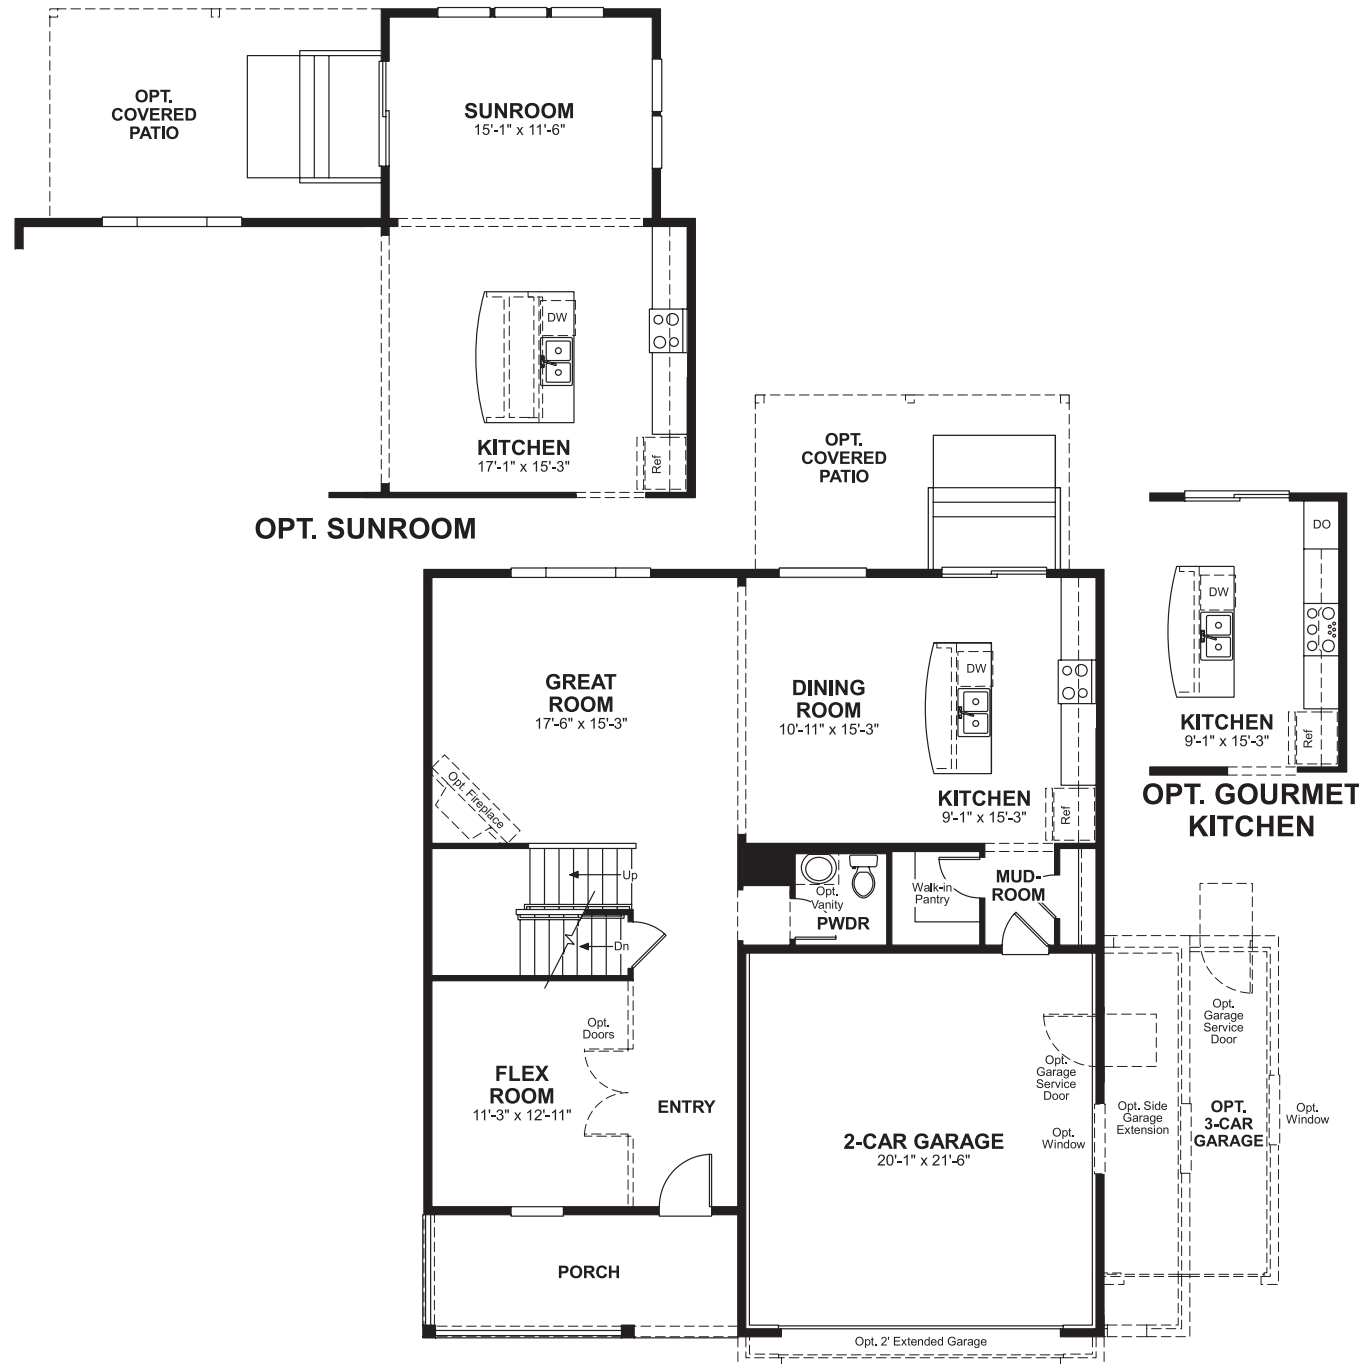 OPT.
COVERED
PATIO
SUNROOM
15'-1" x 11'-6"
DW
KITCHEN
17'-1" x 15'-3"
Ref
OPT. SUNROOM
OPT.
COVERED
PATIO
DO
DW
KITCHEN
9'-1" x 15'-3"
Ref
OPT. GOURMET
KITCHEN
GREAT
ROOM
17'-6" x 15'-3"
DINING
ROOM
10'-11" x 15'-3"
DW
KITCHEN
9'-1" x 15'-3"
Ref
Opt. Fireplace
Up
Dn
Opt.
Vanity
PWDR
Walk-in
Pantry
MUD-
ROOM
Opt.
Doors
FLEX
ROOM
11'-3" x 12'-11"
ENTRY
2-CAR GARAGE
20'-1" x 21'-6"
Opt.
Garage
Service
Door
Opt.
Window
Opt. Side
Garage
Extension
Opt.
Garage
Service
Door
OPT.
3-CAR
GARAGE
Opt.
Window
PORCH
Opt. 2' Extended Garage